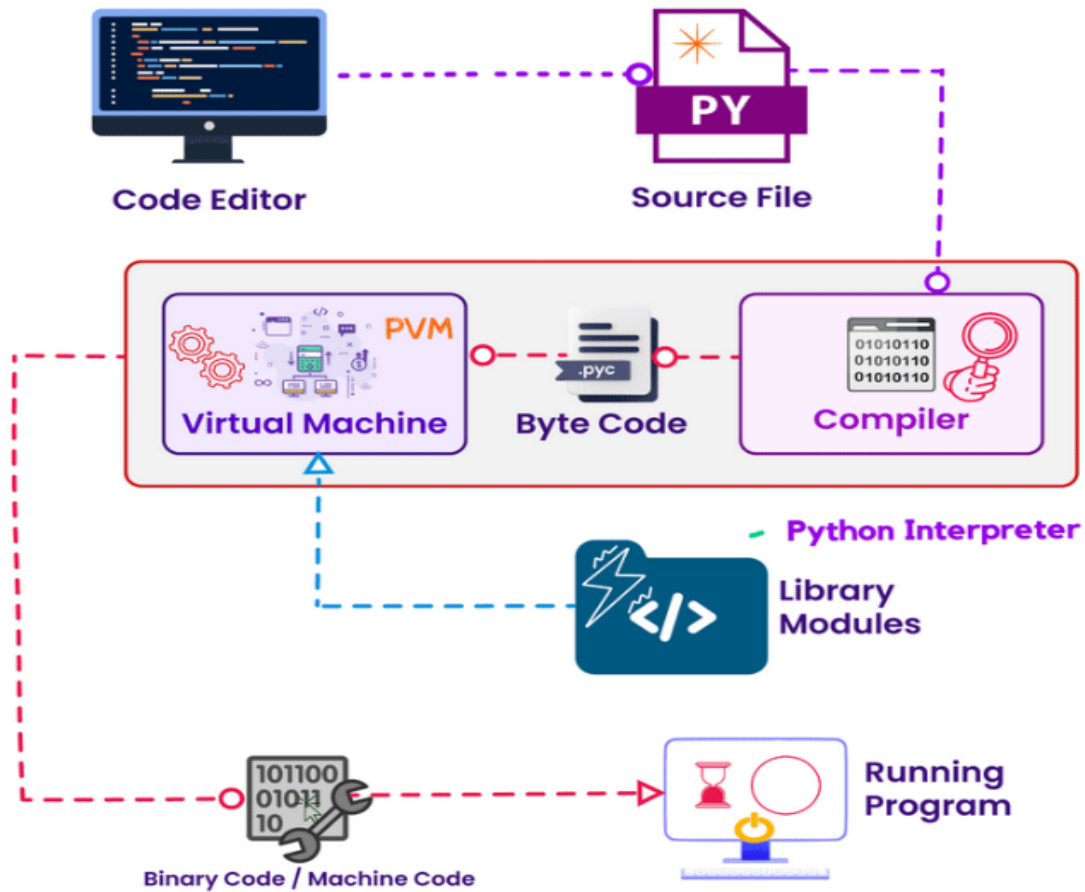 PY
Code Editor
Source File
PVM
01010110
01010110
01010110
.pyc
Virtual Machine
Byte Code
Compiler
Python Interpreter
</>
Library
Modules
101100
01011
10
Running
Program
Binary Code / Machine Code